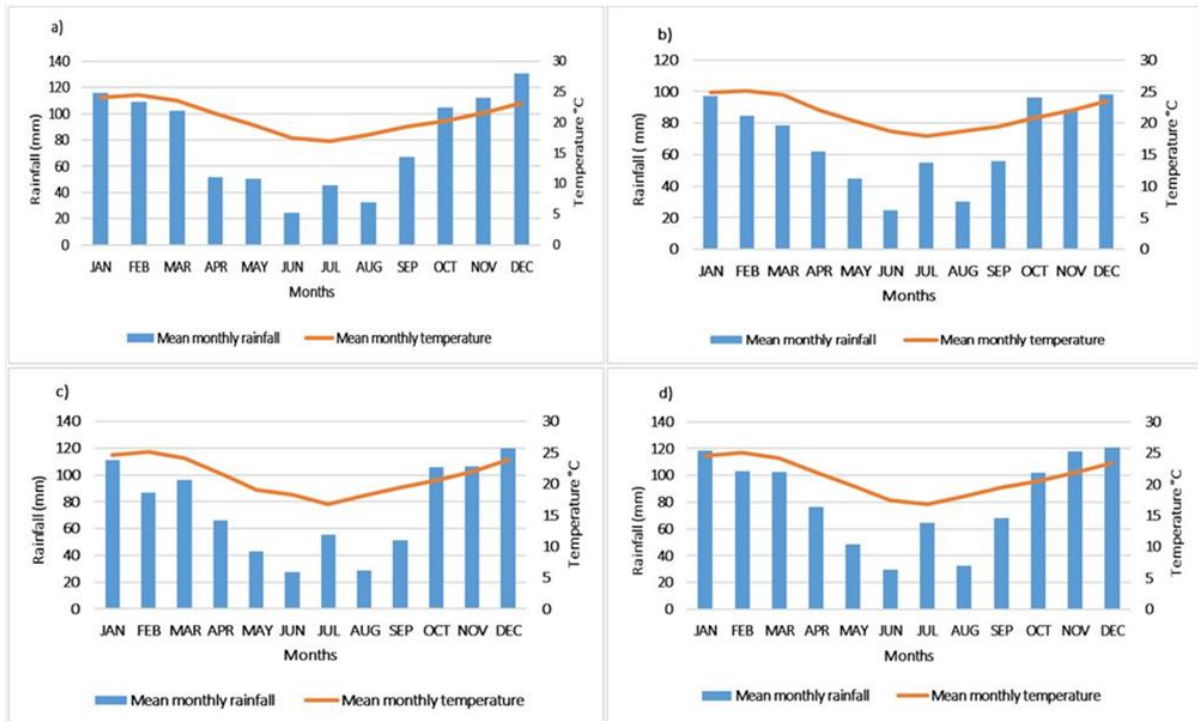 a)
140
120
100
80
60
40
20
0
Rainfall (mm)
30
25
20
15
10
5
0
Temperature °C
JAN FEB MAR APR MAY JUN JUL AUG SEP OCT NOV DEC
Months
Mean monthly rainfall Mean monthly temperature
b)
120
100
80
60
40
20
0
Rainfall ( mm)
30
25
20
15
10
5
0
Temperature °C
JAN FEB MAR APR MAY JUN JUL AUG SEP OCT NOV DEC
Months
Mean monthly rainfall Mean monthly temperature
c)
140
120
100
80
60
40
20
0
Rainfall (mm)
30
25
20
15
10
5
0
Temperature °C
JAN FEB MAR APR MAY JUN JUL AUG SEP OCT NOV DEC
Months
Mean monthly rainfall Mean monthly temperature
d)
140
120
100
80
60
40
20
0
Rainfall (mm)
30
25
20
15
10
5
0
Temperature °C
JAN FEB MAR APR MAY JUN JUL AUG SEP OCT NOV DEC
Months
Mean monthly rainfall Mean monthly temperature